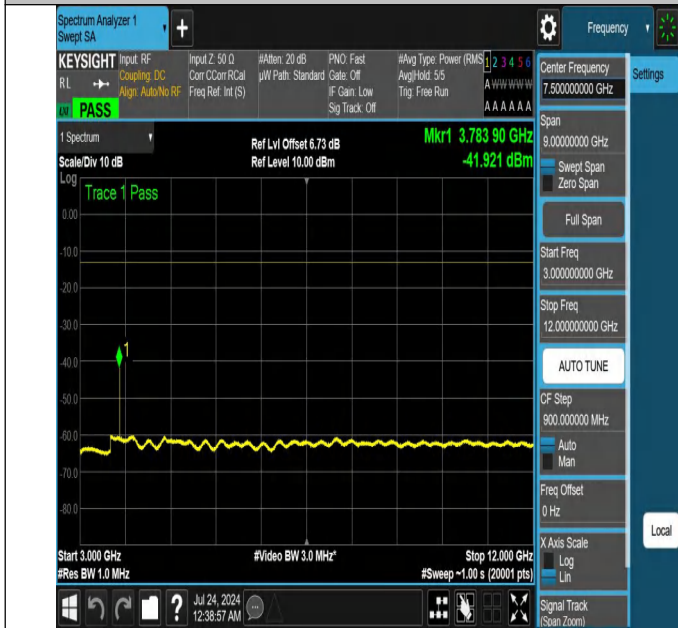 Spectrum Analyzer 1
Swept SA
Frequency
KEYSIGHT
RL
PASS
Input: RF
Coupling: DC
Align: Auto/No RF
Input Z: 50 Ω
Corr CCorr RCal
Freq Ref: Int (S)
#Atten: 20 dB
µW Path: Standard
PNO: Fast
Gate: Off
IF Gain: Low
Sig Track: Off
#Avg Type: Power (RMS
Avg|Hold: 5/5
Trig: Free Run
1 2 3 4 5 6
A W W W W W
A A A A A A
Center Frequency
7.500000000 GHz
Settings
Span
9.00000000 GHz
Swept Span
Zero Span
Full Span
Start Freq
3.000000000 GHz
Stop Freq
12.000000000 GHz
AUTO TUNE
CF Step
900.000000 MHz
Auto
Man
Freq Offset
0 Hz
X Axis Scale
Log
Lin
Signal Track
(Span Zoom)
Local
1 Spectrum
Scale/Div 10 dB
Log
Ref Lvl Offset 6.73 dB
Ref Level 10.00 dBm
Mkr1 3.783 90 GHz
-41.921 dBm
Trace 1 Pass
0.00
-10.0
-20.0
-30.0
1
-40.0
-50.0
-60.0
-70.0
-80.0
Start 3.000 GHz
#Res BW 1.0 MHz
#Video BW 3.0 MHz*
Stop 12.000 GHz
#Sweep ~1.00 s (20001 pts)
?
Jul 24, 2024
12:38:57 AM